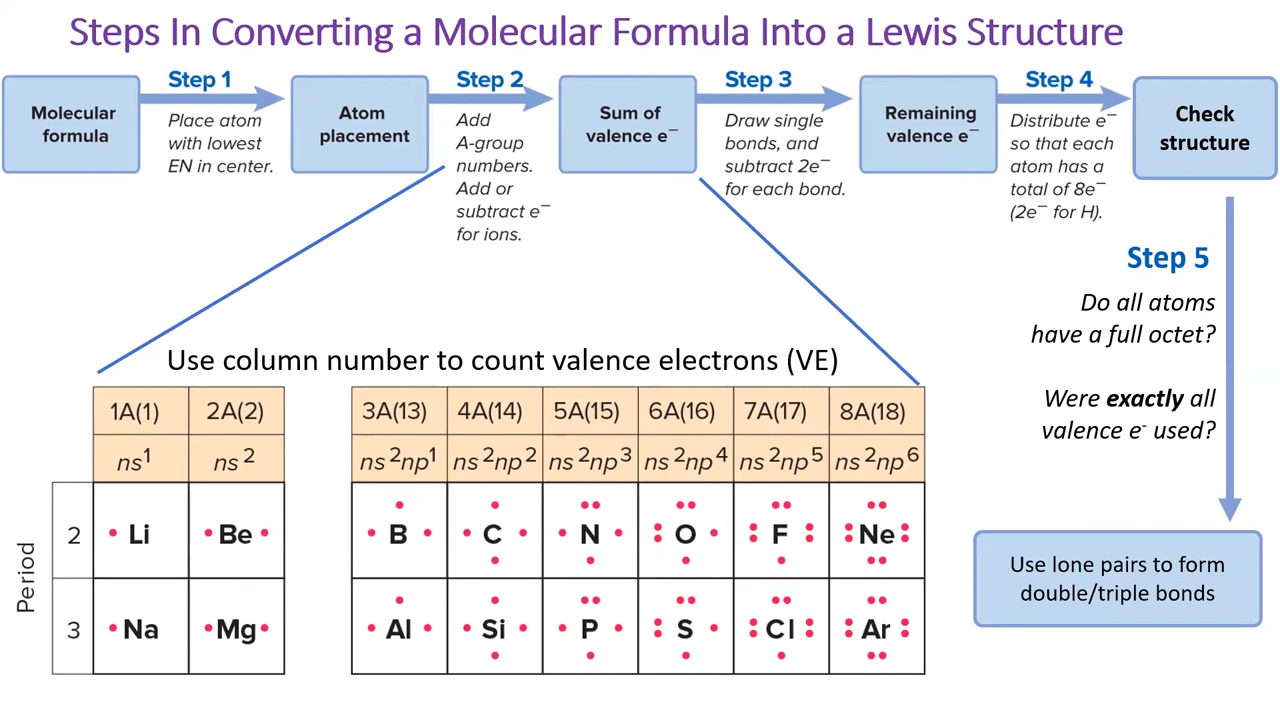 Steps In Converting a Molecular Formula Into a Lewis Structure
Molecular
formula
Step 1
Place atom
with lowest
EN in center.
Atom
placement
Step 2
Add
A-group
numbers.
Add or
subtract e⁻
for ions.
Sum of
valence e⁻
Step 3
Draw single
bonds, and
subtract 2e⁻
for each bond.
Remaining
valence e⁻
Step 4
Distribute e⁻
so that each
atom has a
total of 8e⁻
(2e⁻ for H).
Check
structure
Step 5
Do all atoms
have a full octet?
Were exactly all
valence e⁻ used?
Use lone pairs to form
double/triple bonds
Use column number to count valence electrons (VE)
1A(1) 2A(2) 3A(13) 4A(14) 5A(15) 6A(16) 7A(17) 8A(18)
ns¹ ns² ns²np¹ ns²np² ns²np³ ns²np⁴ ns²np⁵ ns²np⁶
Period
2 Li Be B C N O F Ne
3 Na Mg Al Si P S Cl Ar